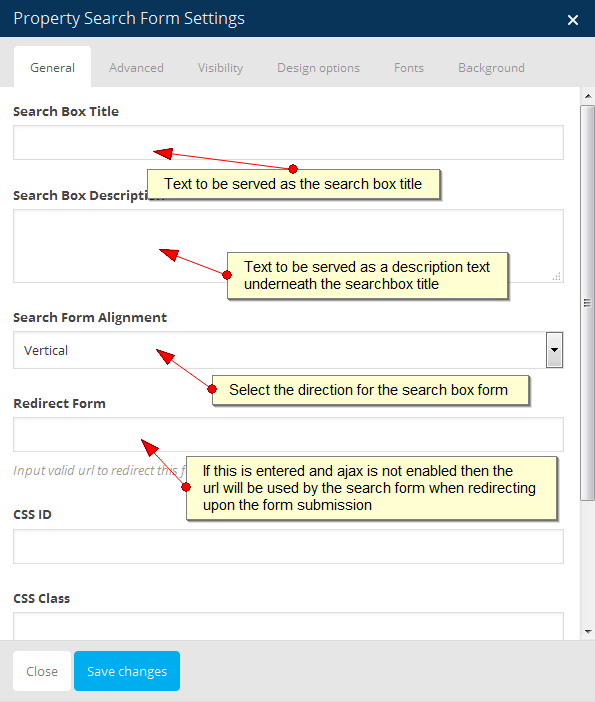 Property Search Form Settings
General Advanced Visibility Design options Fonts Background
Search Box Title
Text to be served as the search box title
Search Box Description
Text to be served as a description text
underneath the searchbox title
Search Form Alignment
Vertical
Select the direction for the search box form
Redirect Form
If this is entered and ajax is not enabled then the
Input valid url to redirect this
url will be used by the search form when redirecting
upon the form submission
CSS ID
CSS Class
Close Save changes